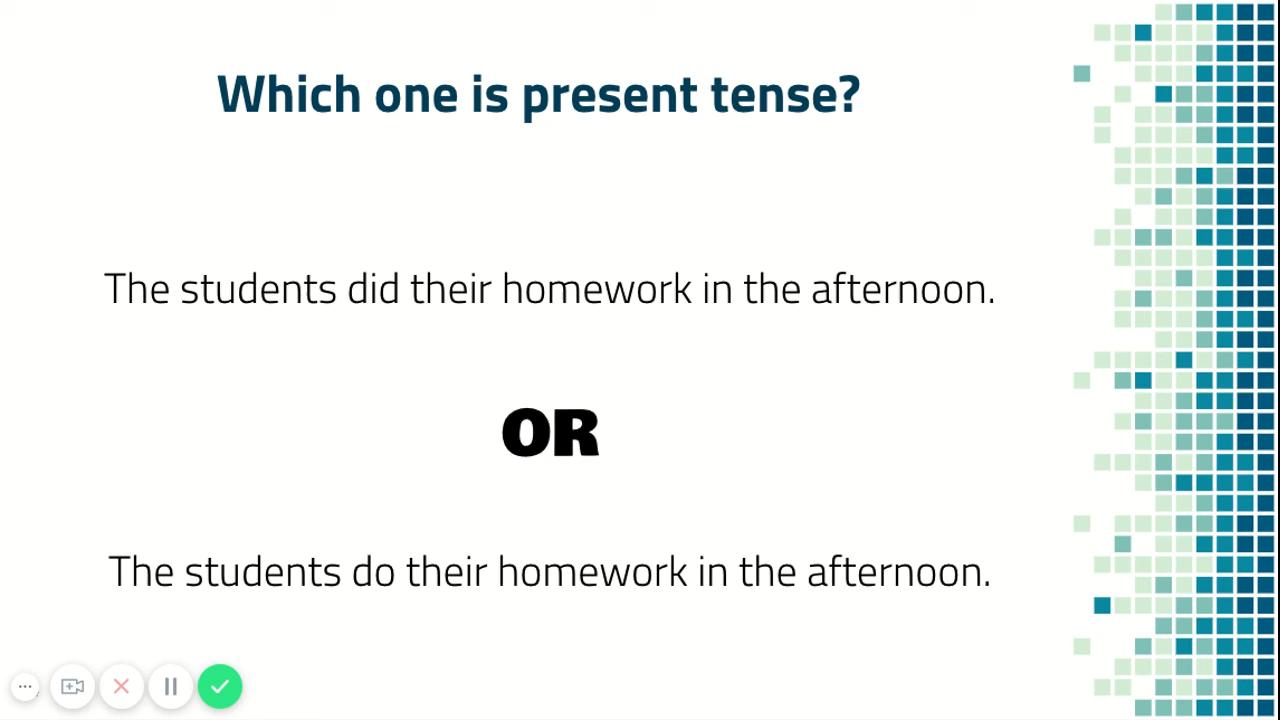 Which one is present tense?
The students did their homework in the afternoon.
OR
The students do their homework in the afternoon.